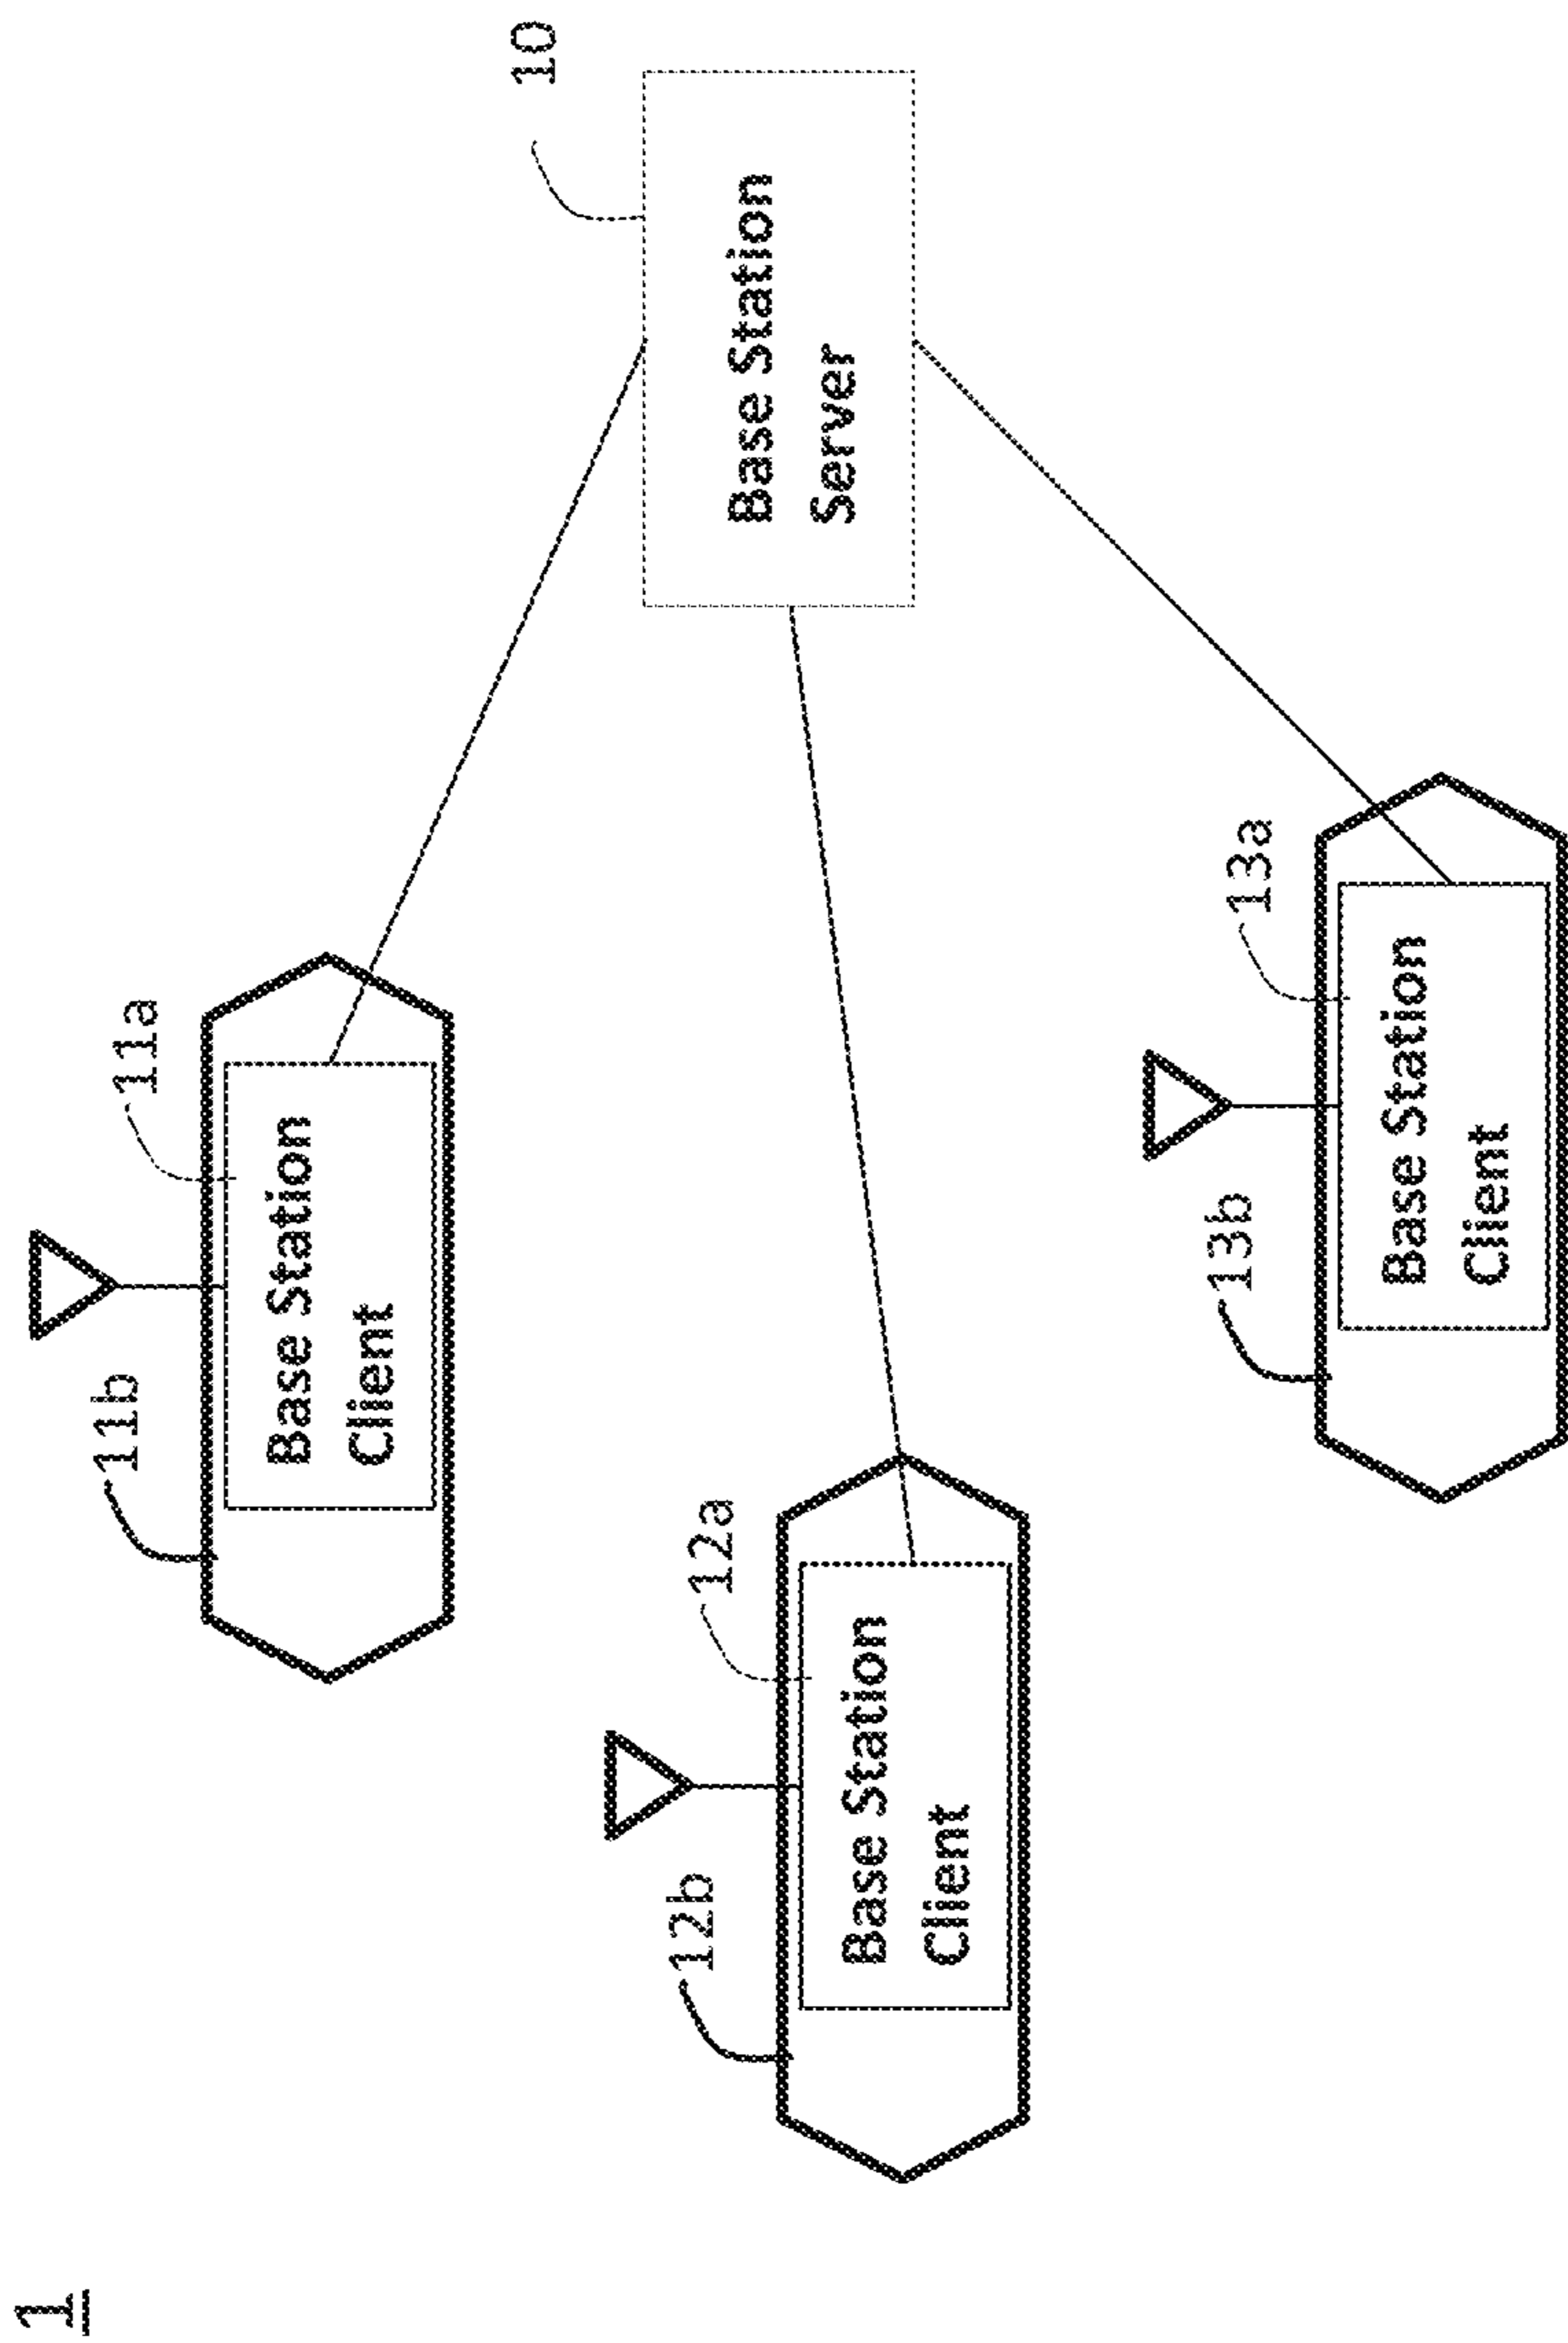 1
11b
11a
Base Station
Client
10
12b
12a
Base Station
Client
Base Station
Server
13b
13a
Base Station
Client